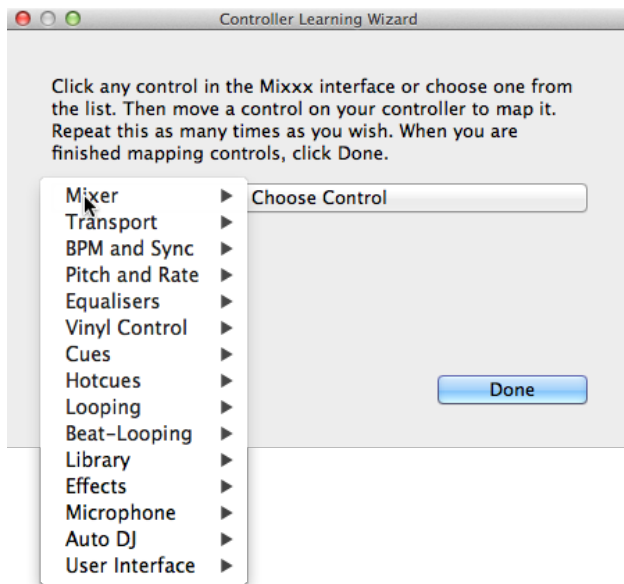 Controller Learning Wizard
Click any control in the Mixxx interface or choose one from
the list. Then move a control on your controller to map it.
Repeat this as many times as you wish. When you are
finished mapping controls, click Done.
Mixer
Choose Control
Transport
BPM and Sync
Pitch and Rate
Equalisers
Vinyl Control
Cues
Hotcues
Done
Looping
Beat-Looping
Library
Effects
Microphone
Auto DJ
User Interface